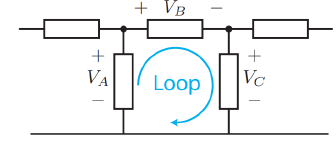 + V_B −
+ +
V_A Loop V_C
− −